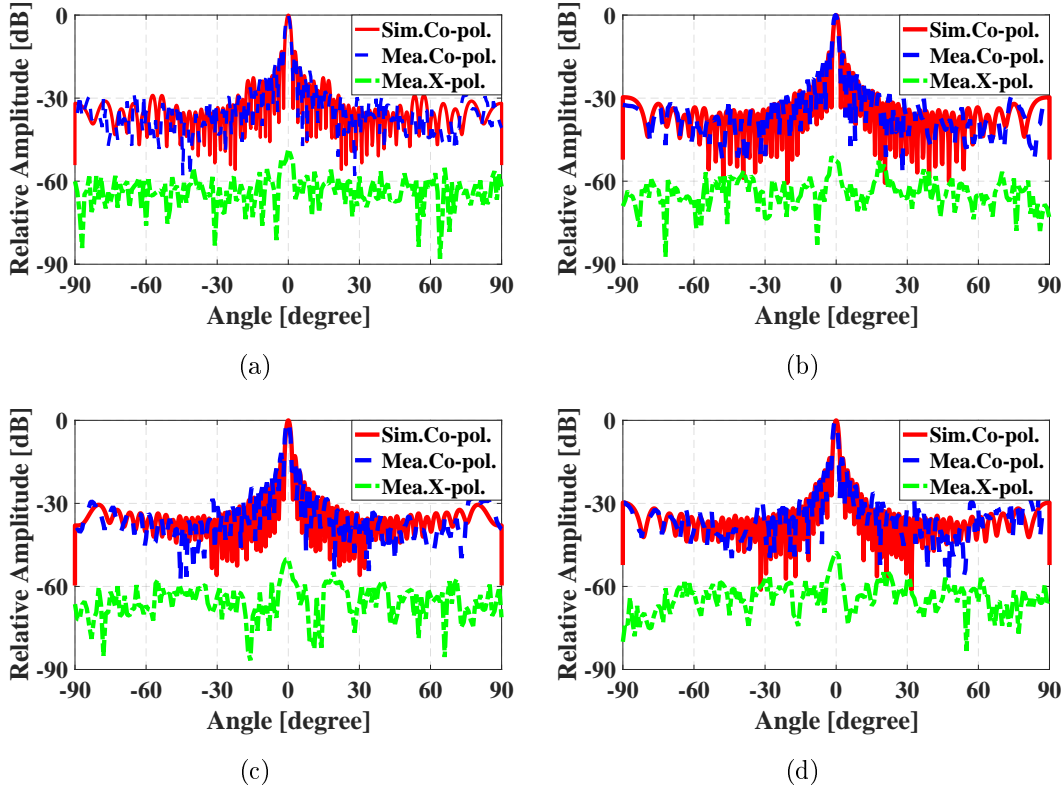 Relative Amplitude [dB]
0
-30
-60
-90
Sim.Co-pol.
Mea.Co-pol.
Mea.X-pol.
-90 -60 -30 0 30 60 90
Angle [degree]
(a)
Relative Amplitude [dB]
0
-30
-60
-90
Sim.Co-pol.
Mea.Co-pol.
Mea.X-pol.
-90 -60 -30 0 30 60 90
Angle [degree]
(b)
Relative Amplitude [dB]
0
-30
-60
-90
Sim.Co-pol.
Mea.Co-pol.
Mea.X-pol.
-90 -60 -30 0 30 60 90
Angle [degree]
(c)
Relative Amplitude [dB]
0
-30
-60
-90
Sim.Co-pol.
Mea.Co-pol.
Mea.X-pol.
-90 -60 -30 0 30 60 90
Angle [degree]
(d)